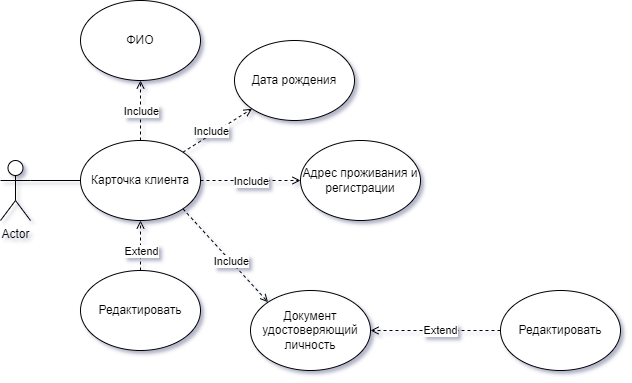 ФИО
Include
Дата рождения
Include
Карточка клиента
Include
Адрес проживания и
регистрации
Actor
Extend
Include
Редактировать
Документ
удостоверяющий
личность
Extend
Редактировать